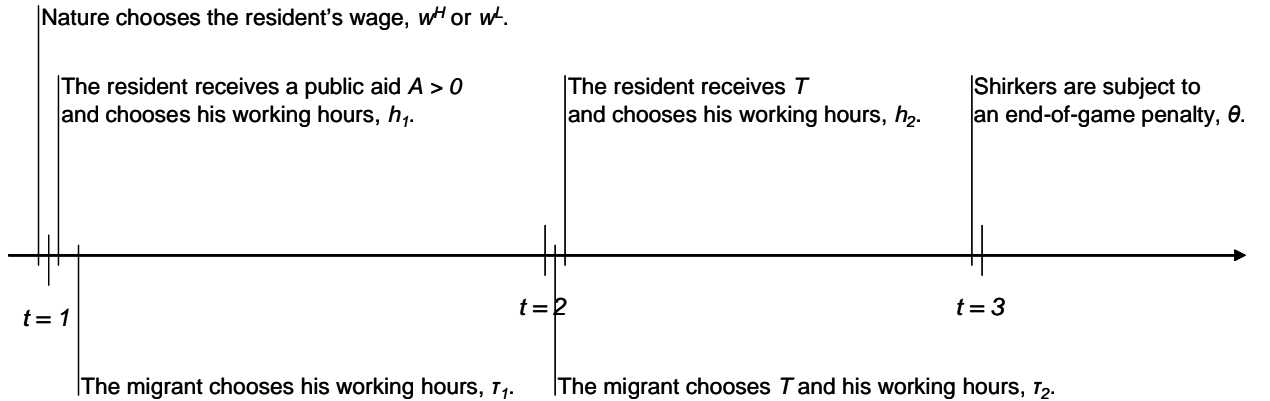 Nature chooses the resident's wage, wH or wL.
The resident receives a public aid A > 0
and chooses his working hours, h1.
The resident receives T
and chooses his working hours, h2.
Shirkers are subject to
an end-of-game penalty, θ.
t = 1
t = 2
t = 3
The migrant chooses his working hours, τ1.
The migrant chooses T and his working hours, τ2.